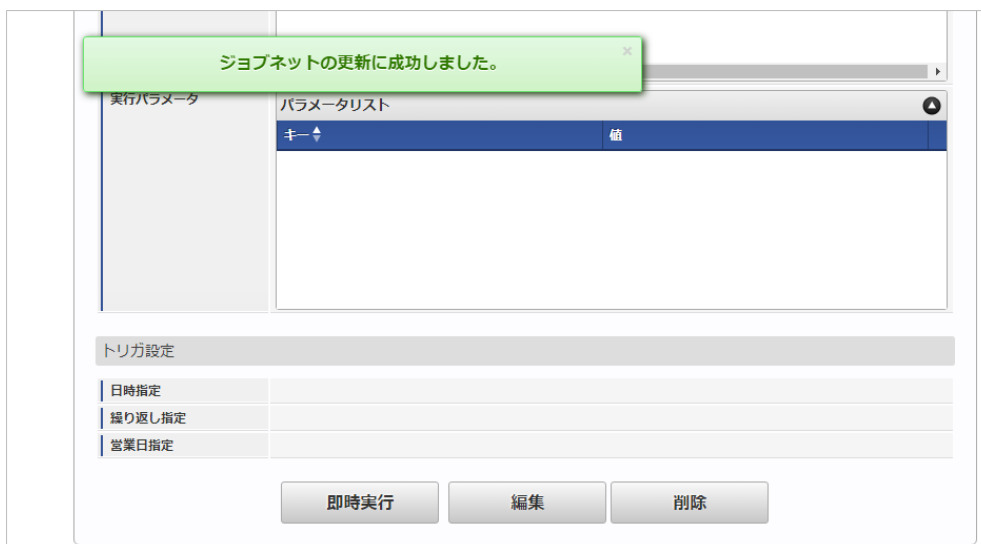 ジョブネットの更新に成功しました。
×
実行パラメータ
パラメータリスト
キー 値
トリガ設定
日時指定
繰り返し指定
営業日指定
即時実行 編集 削除